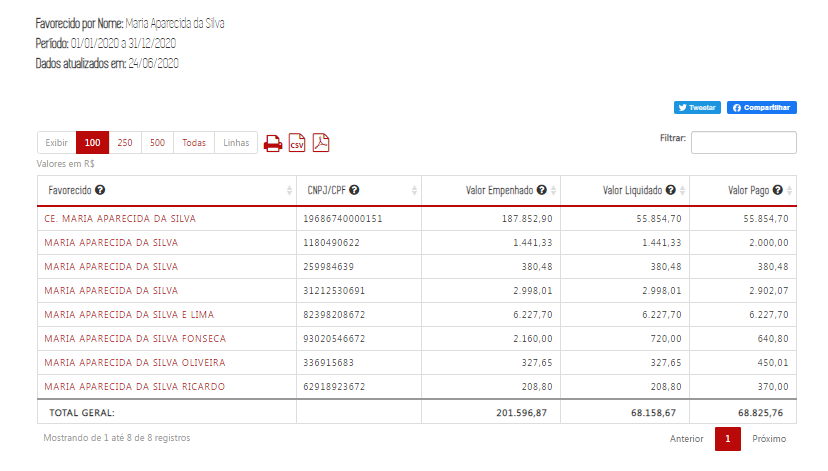 Favorecido por Nome: Maria Aparecida da Silva
Período: 01/01/2020 a 31/12/2020
Dados atualizados em: 24/06/2020
Tweetar Compartilhar
Exibir 100 250 500 Todas Linhas CSV Filtrar:
Valores em R$
Favorecido ? CNPJ/CPF ? Valor Empenhado ? Valor Liquidado ? Valor Pago ?
CE. MARIA APARECIDA DA SILVA 19686740000151 187.852,90 55.854,70 55.854,70
MARIA APARECIDA DA SILVA 1180490622 1.441,33 1.441,33 2.000,00
MARIA APARECIDA DA SILVA 259984639 380,48 380,48 380,48
MARIA APARECIDA DA SILVA 31212530691 2.998,01 2.998,01 2.902,07
MARIA APARECIDA DA SILVA E LIMA 82398208672 6.227,70 6.227,70 6.227,70
MARIA APARECIDA DA SILVA FONSECA 93020546672 2.160,00 720,00 640,80
MARIA APARECIDA DA SILVA OLIVEIRA 336915683 327,65 327,65 450,01
MARIA APARECIDA DA SILVA RICARDO 62918923672 208,80 208,80 370,00
TOTAL GERAL: 201.596,87 68.158,67 68.825,76
Mostrando de 1 até 8 de 8 registros Anterior 1 Próximo